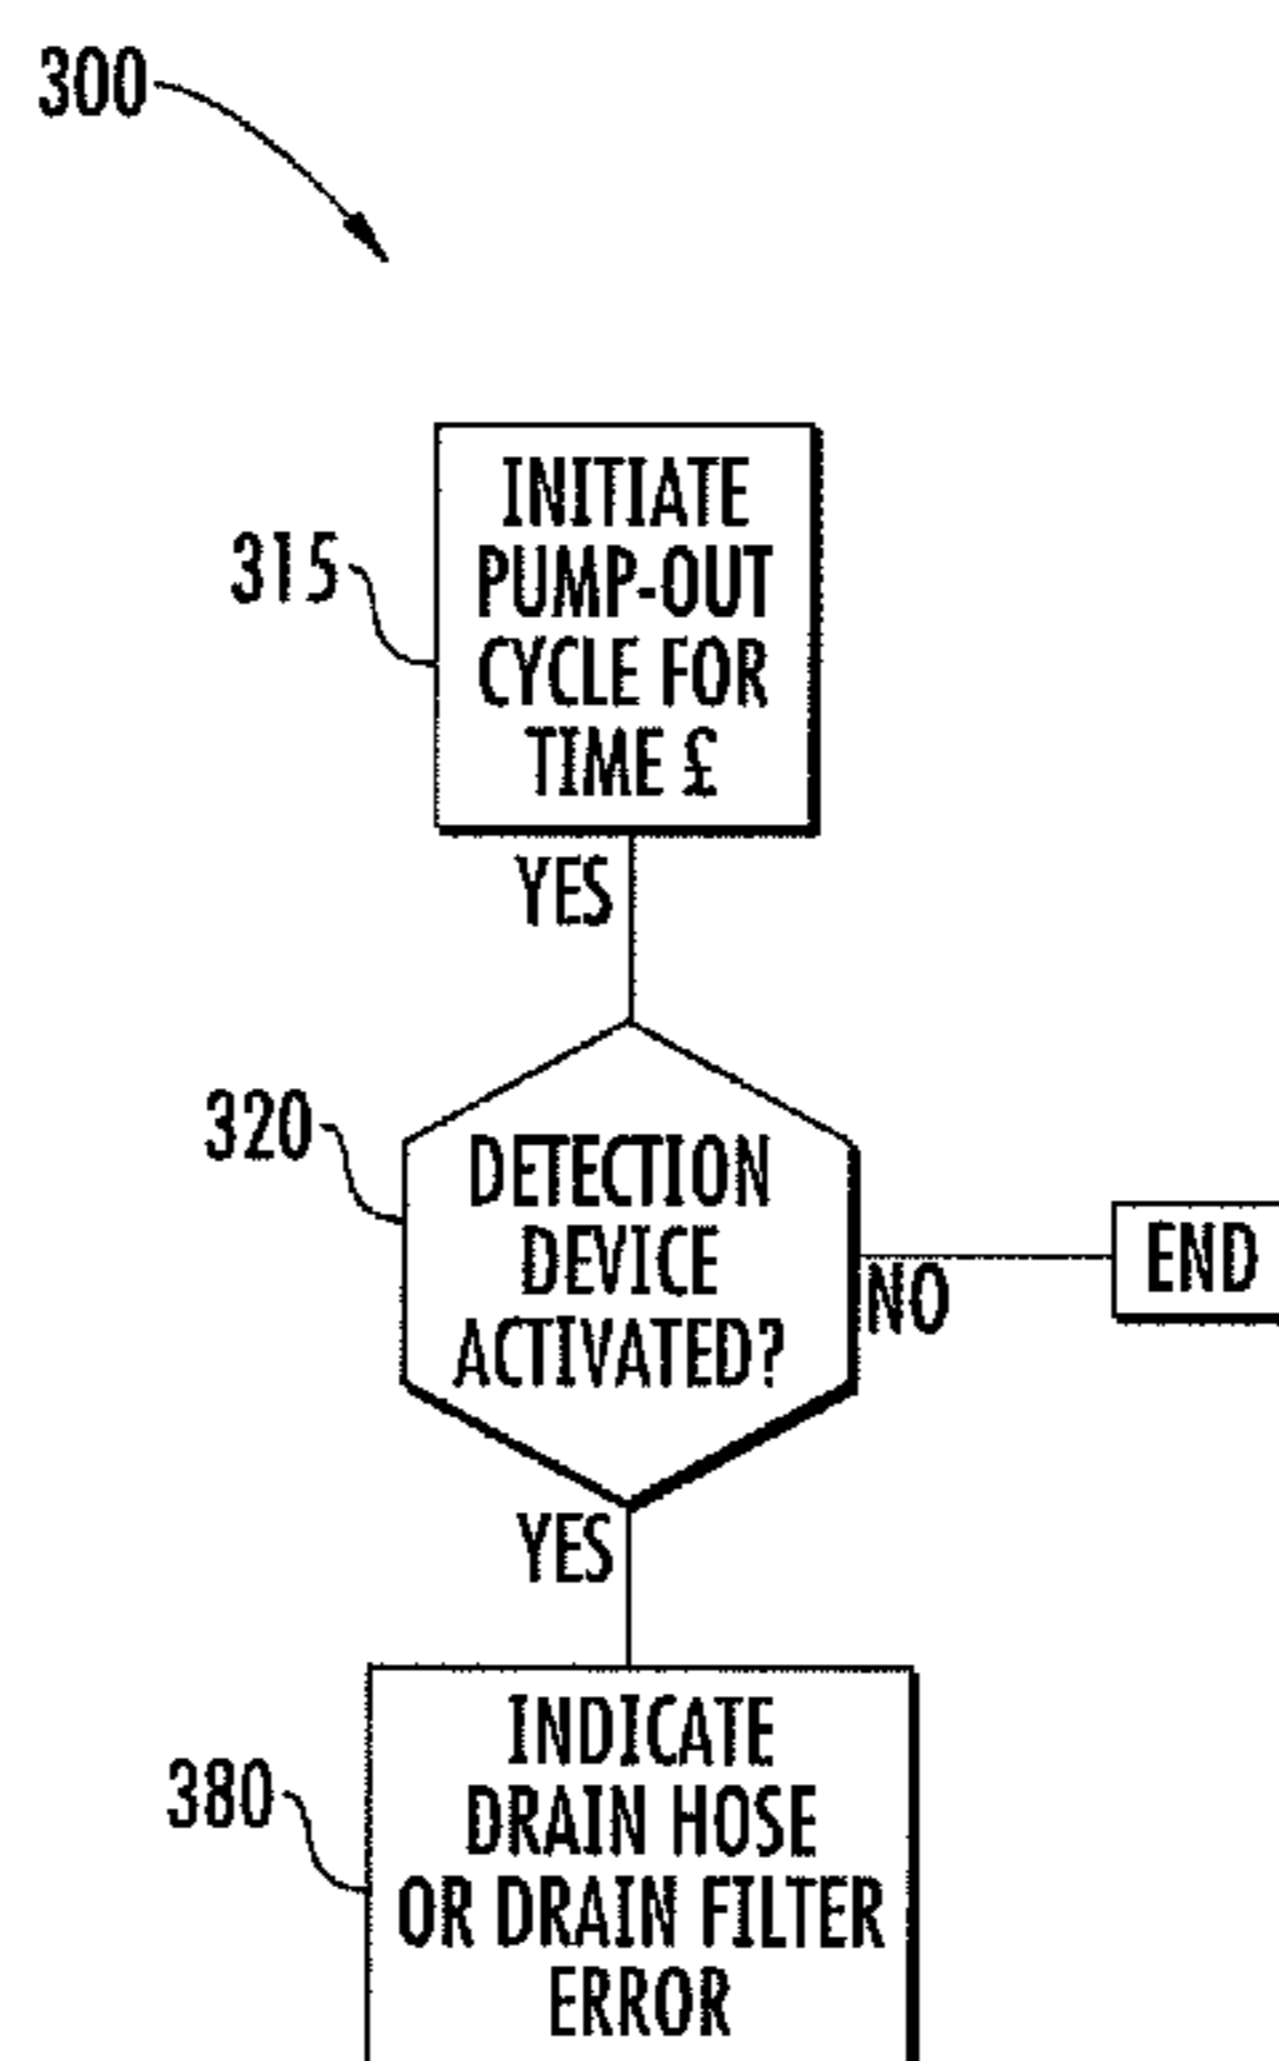 300
315
INITIATE
PUMP-OUT
CYCLE FOR
TIME £
YES
320
DETECTION
DEVICE
ACTIVATED?
NO
END
YES
380
INDICATE
DRAIN HOSE
OR DRAIN FILTER
ERROR